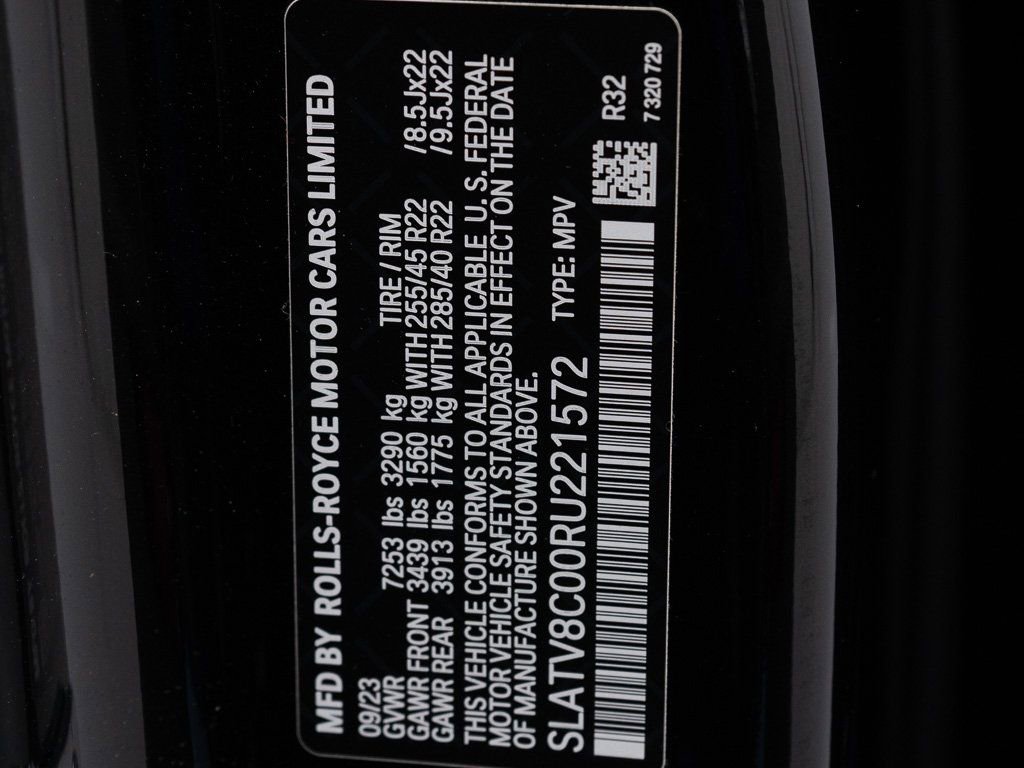 MFD BY ROLLS-ROYCE MOTOR CARS LIMITED
09/23
GVWR 7253 lbs 3290 kg TIRE / RIM
GAWR FRONT 3439 lbs 1560 kg WITH 255/45 R22 /8.5Jx22
GAWR REAR 3913 lbs 1775 kg WITH 285/40 R22 /9.5Jx22
THIS VEHICLE CONFORMS TO ALL APPLICABLE U.S. FEDERAL
MOTOR VEHICLE SAFETY STANDARDS IN EFFECT ON THE DATE
OF MANUFACTURE SHOWN ABOVE.
SLATV8C00RU221572 TYPE: MPV
R32
7 320 729